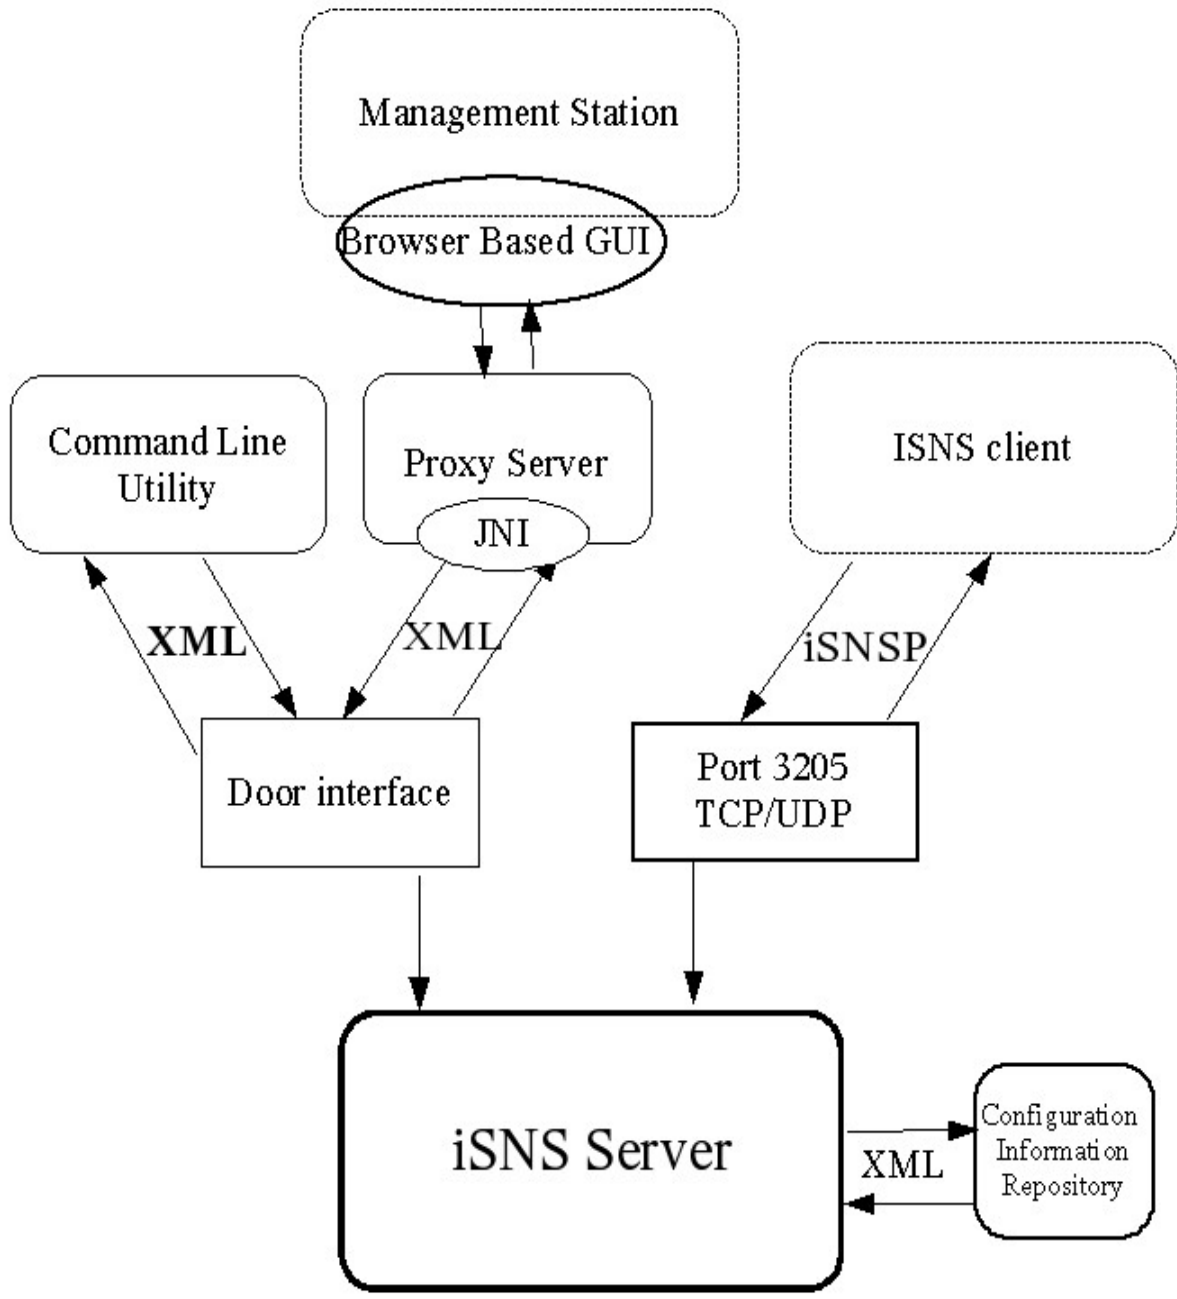 Management Station
Browser Based GUI
Command Line
Utility
Proxy Server
JNI
ISNS client
XML
XML
iSNSP
Door interface
Port 3205
TCP/UDP
iSNS Server
XML
Configuration
Information
Repository